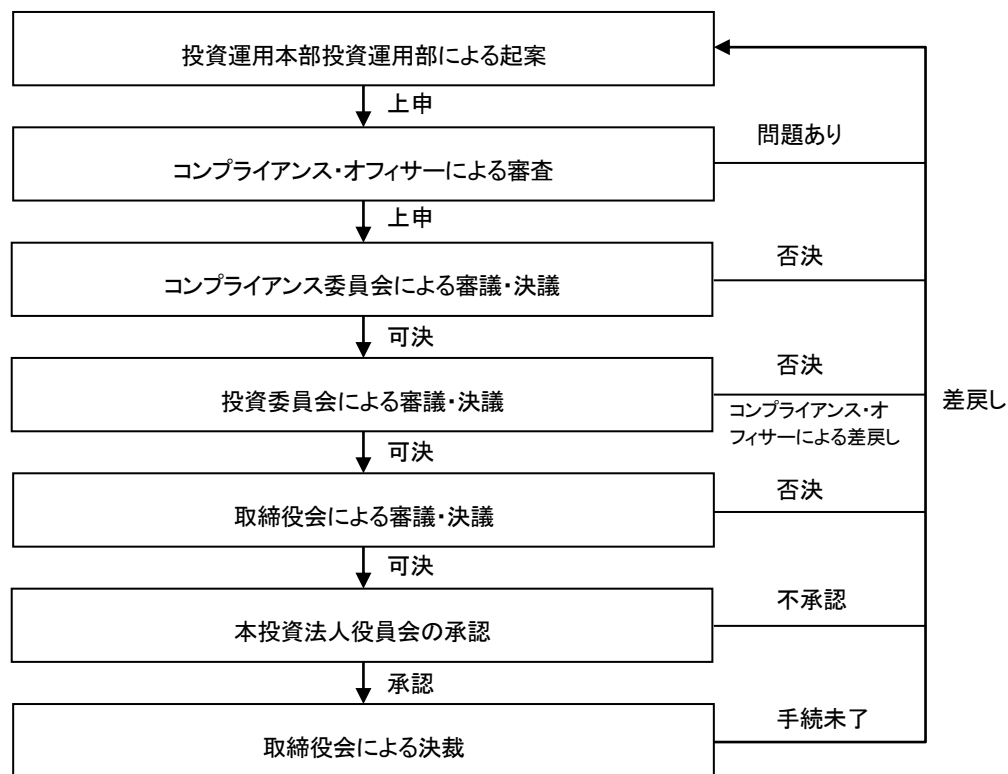 投資運用本部投資運用部による起案
上申
問題あり
コンプライアンス・オフィサーによる審査
上申
否決
コンプライアンス委員会による審議・決議
可決
否決
投資委員会による審議・決議
コンプライアンス・オ
フィサーによる差戻し
差戻し
可決
否決
取締役会による審議・決議
可決
不承認
本投資法人役員会の承認
承認
手続未了
取締役会による決裁